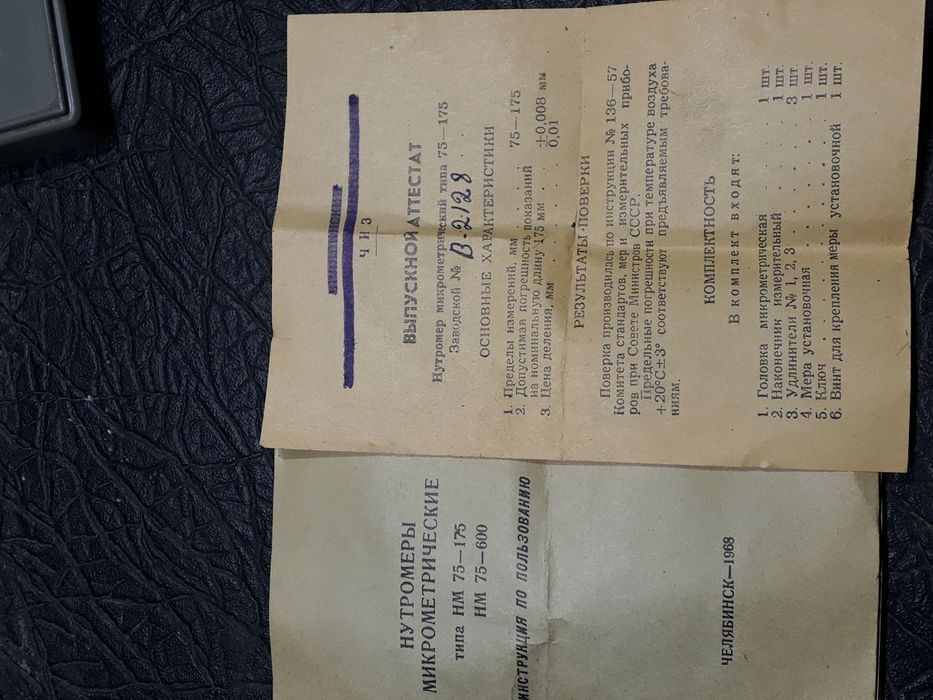 ЧИЗ
ВЫПУСКНОЙ АТТЕСТАТ
Нутромер микрометрический типа 75—175
Заводской № В-2128
ОСНОВНЫЕ ХАРАКТЕРИСТИКИ
1. Пределы измерений, мм . . . . . 75—175
2. Допустимая погрешность показаний
на номинальную длину 175 мм . . ±0,008 мм
3. Цена деления, мм . . . . . . 0,01
РЕЗУЛЬТАТЫ ПОВЕРКИ
Поверка производилась по инструкции № 136—57
Комитета стандартов, мер и измерительных прибо-
ров при Совете Министров СССР.
Предельные погрешности при температуре воздуха
+20°С±3° соответствуют предъявляемым требова-
ниям.
КОМПЛЕКТНОСТЬ
В комплект входят:
1. Головка микрометрическая 1 шт.
2. Наконечник измерительный 1 шт.
3. Удлинители № 1, 2, 3 . . . . . 3 шт.
4. Мера установочная . . . . . 1 шт.
5. Ключ . . . . . . . . 1 шт.
6. Винт для крепления меры установочной 1 шт.
НУТРОМЕРЫ
МИКРОМЕТРИЧЕСКИЕ
типа НМ 75—175
НМ 75—600
ИНСТРУКЦИЯ ПО ПОЛЬЗОВАНИЮ
ЧЕЛЯБИНСК—1968